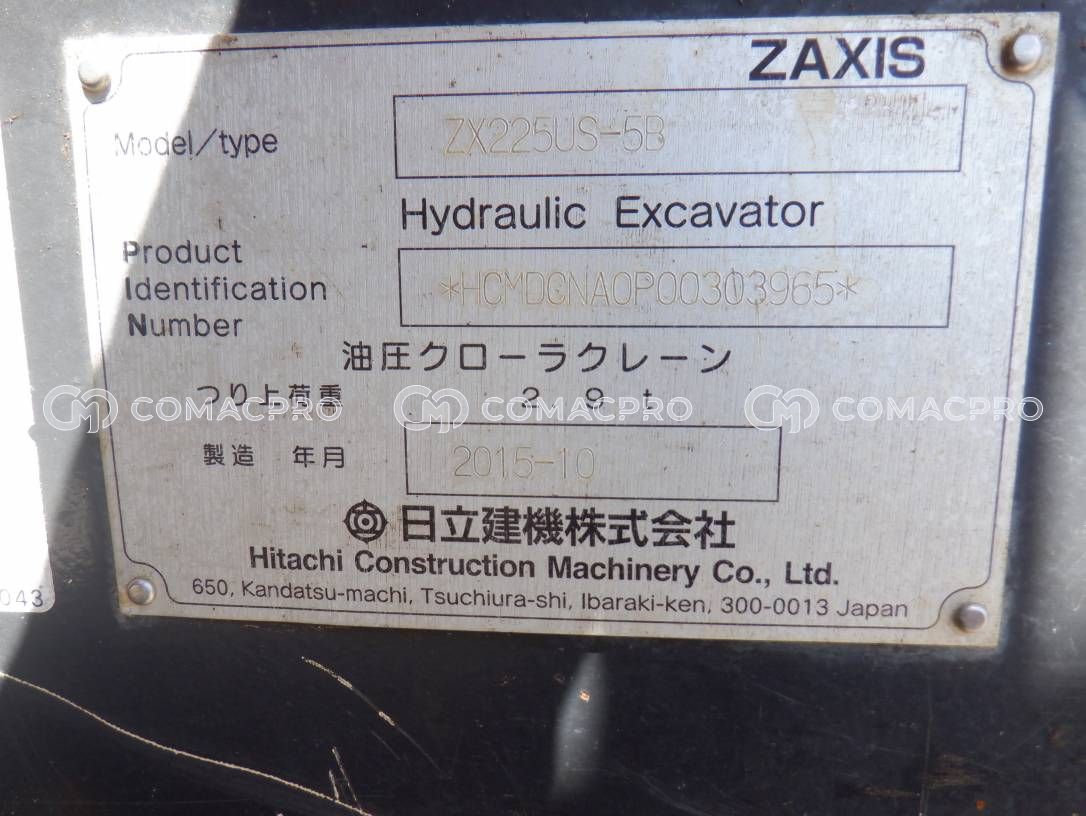 ZAXIS
Model/type ZX225US-5B
Hydraulic Excavator
Product
Identification
Number
*HCMDGNA0P00303965*
油圧クローラクレーン
つり上荷重 2.9 t
製造 年月 2015-10
日立建機株式会社
Hitachi Construction Machinery Co., Ltd.
650, Kandatsu-machi, Tsuchiura-shi, Ibaraki-ken, 300-0013 Japan
COMACPRO COMACPRO COMACPRO
043